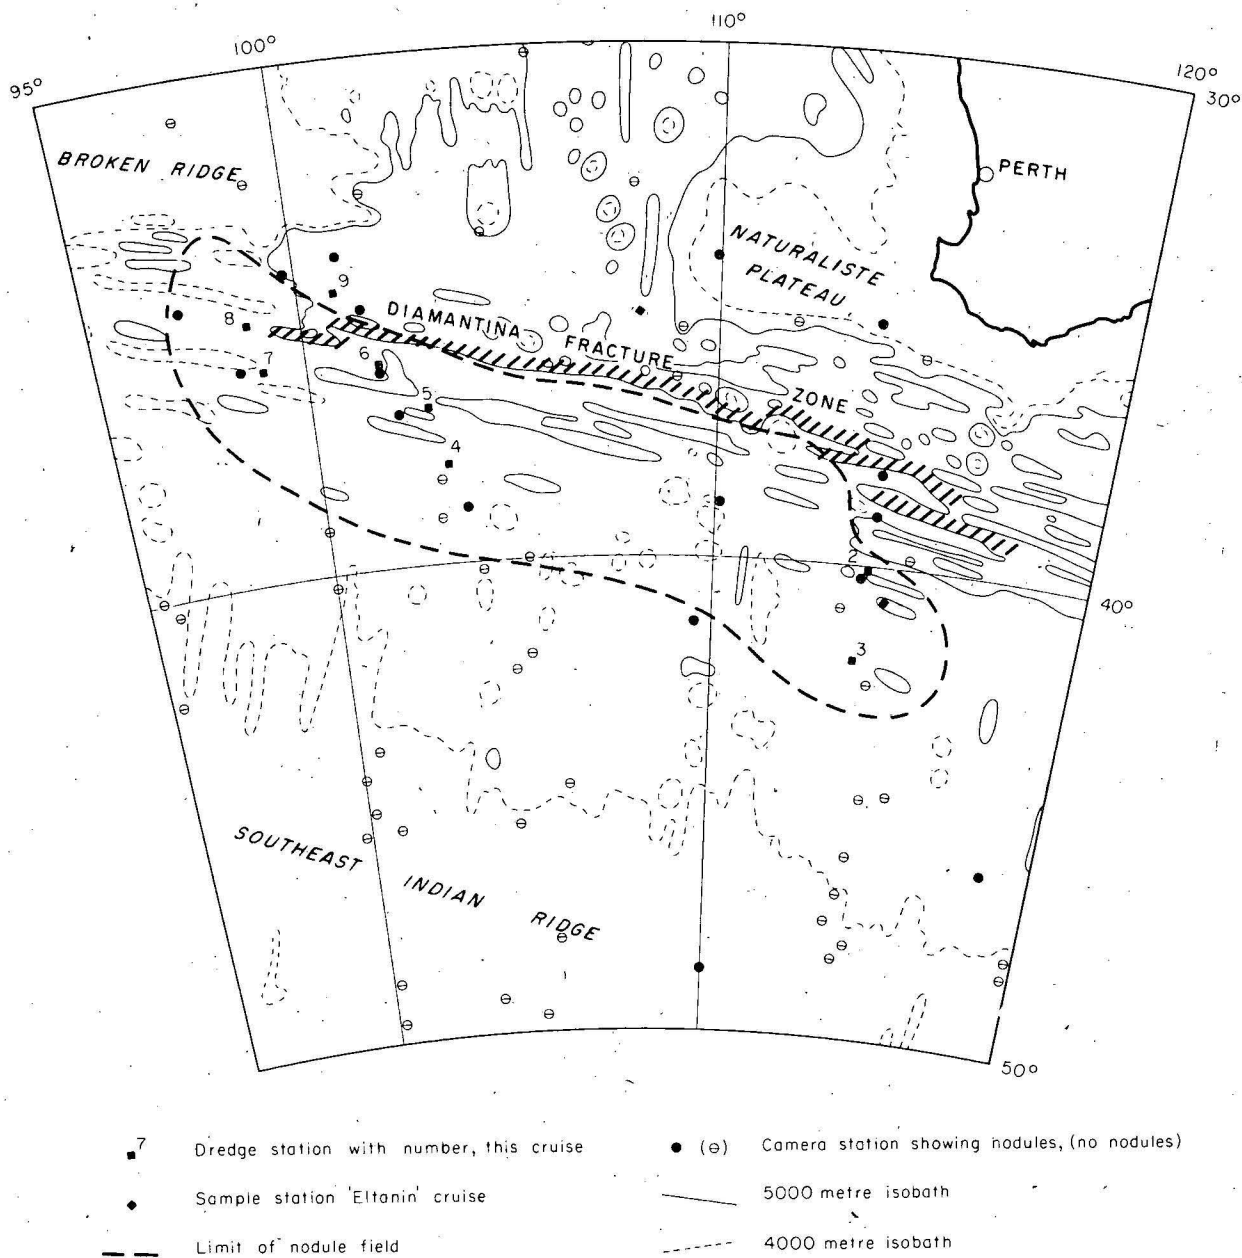 110°
100°
95°
120°
30°
BROKEN RIDGE
PERTH
NATURALISTE
PLATEAU
9
DIAMANTINA
8
FRACTURE
7
6
5
ZONE
4
2
40°
3
SOUTHEAST
INDIAN
RIDGE
50°
7 Dredge station with number, this cruise
(⊖) Camera station showing nodules, (no nodules)
Sample station 'Eltanin' cruise
5000 metre isobath
Limit of nodule field
4000 metre isobath